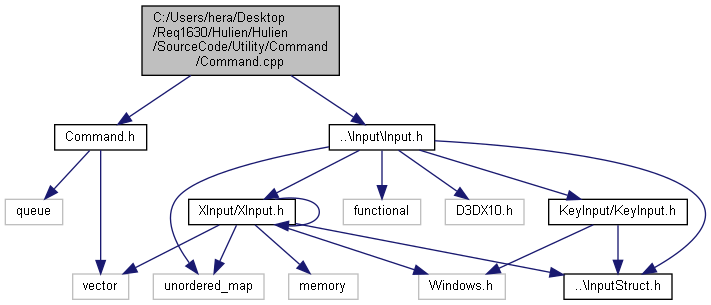 C:/Users/hera/Desktop
/Req1630/Hulien/Hulien
/SourceCode/Utility/Command
/Command.cpp
Command.h
..\Input\Input.h
queue
XInput/XInput.h
functional
D3DX10.h
KeyInput/KeyInput.h
vector
unordered_map
memory
Windows.h
..\InputStruct.h